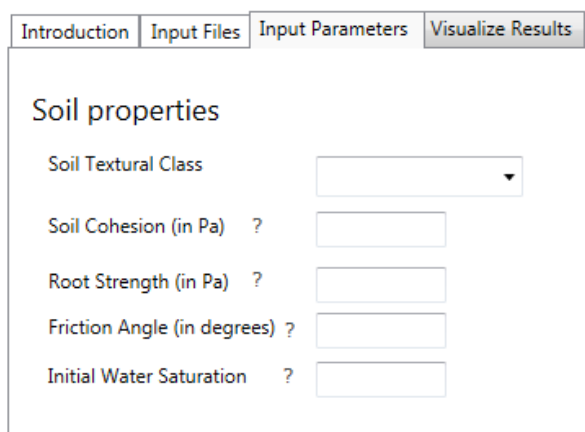 Introduction Input Files Input Parameters Visualize Results
Soil properties
Soil Textural Class
Soil Cohesion (in Pa) ?
Root Strength (in Pa) ?
Friction Angle (in degrees) ?
Initial Water Saturation ?